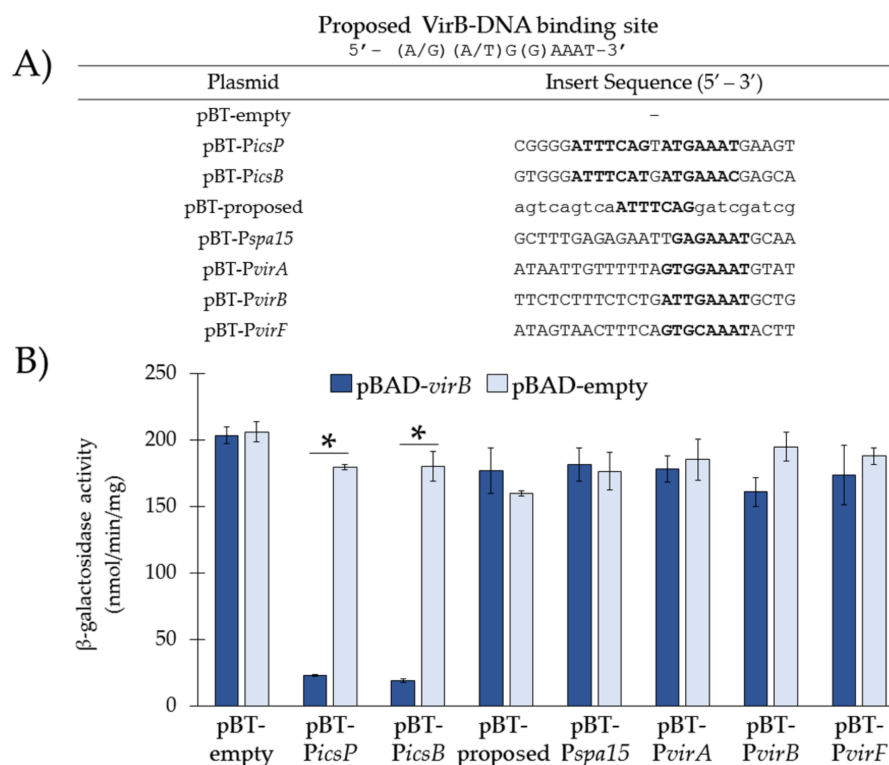 Proposed VirB-DNA binding site
5′- (A/G)(A/T)G(G)AAAT-3′
A)
Plasmid Insert Sequence (5′ – 3′)
pBT-empty –
pBT-PicsP CGGGGATTTCAGTATGAAATGAAGT
pBT-PicsB GTGGGATTTCATGATGAAACGAGCA
pBT-proposed agtcagtcaATTTCAGgatcgatcg
pBT-Pspa15 GCTTTGAGAGAATTGAGAAATGCAA
pBT-PvirA ATAATTGTTTTTAGTGGAAATGTAT
pBT-PvirB TTCTCTTTCTCTGATTGAAATGCTG
pBT-PvirF ATAGTAACTTTCAGTGCAAATACTT
B)
250
200
150
100
50
0
β-galactosidase activity
(nmol/min/mg)
pBAD-virB pBAD-empty
* *
pBT- pBT- pBT- pBT- pBT- pBT- pBT- pBT-
empty PicsP PicsB proposed Pspa15 PvirA PvirB PvirF